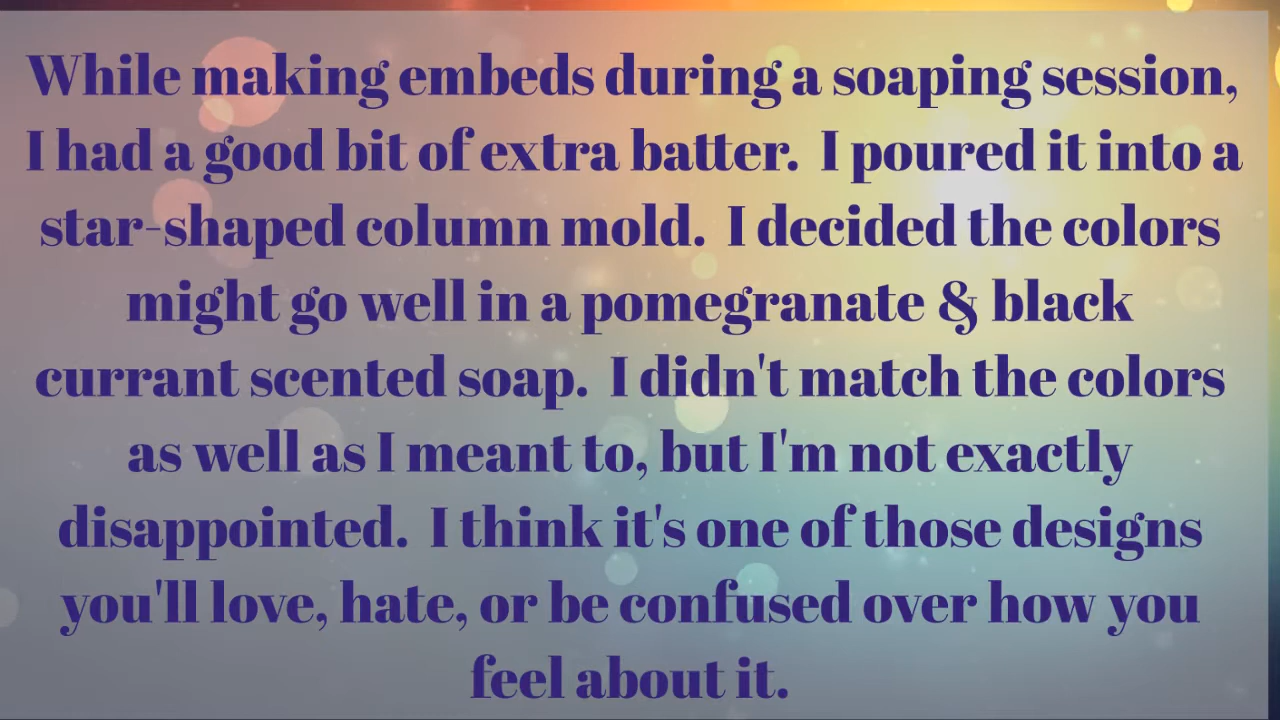 While making embeds during a soaping session,
I had a good bit of extra batter.  I poured it into a
star-shaped column mold.  I decided the colors
might go well in a pomegranate & black
currant scented soap.  I didn't match the colors
as well as I meant to, but I'm not exactly
disappointed.  I think it's one of those designs
you'll love, hate, or be confused over how you
feel about it.